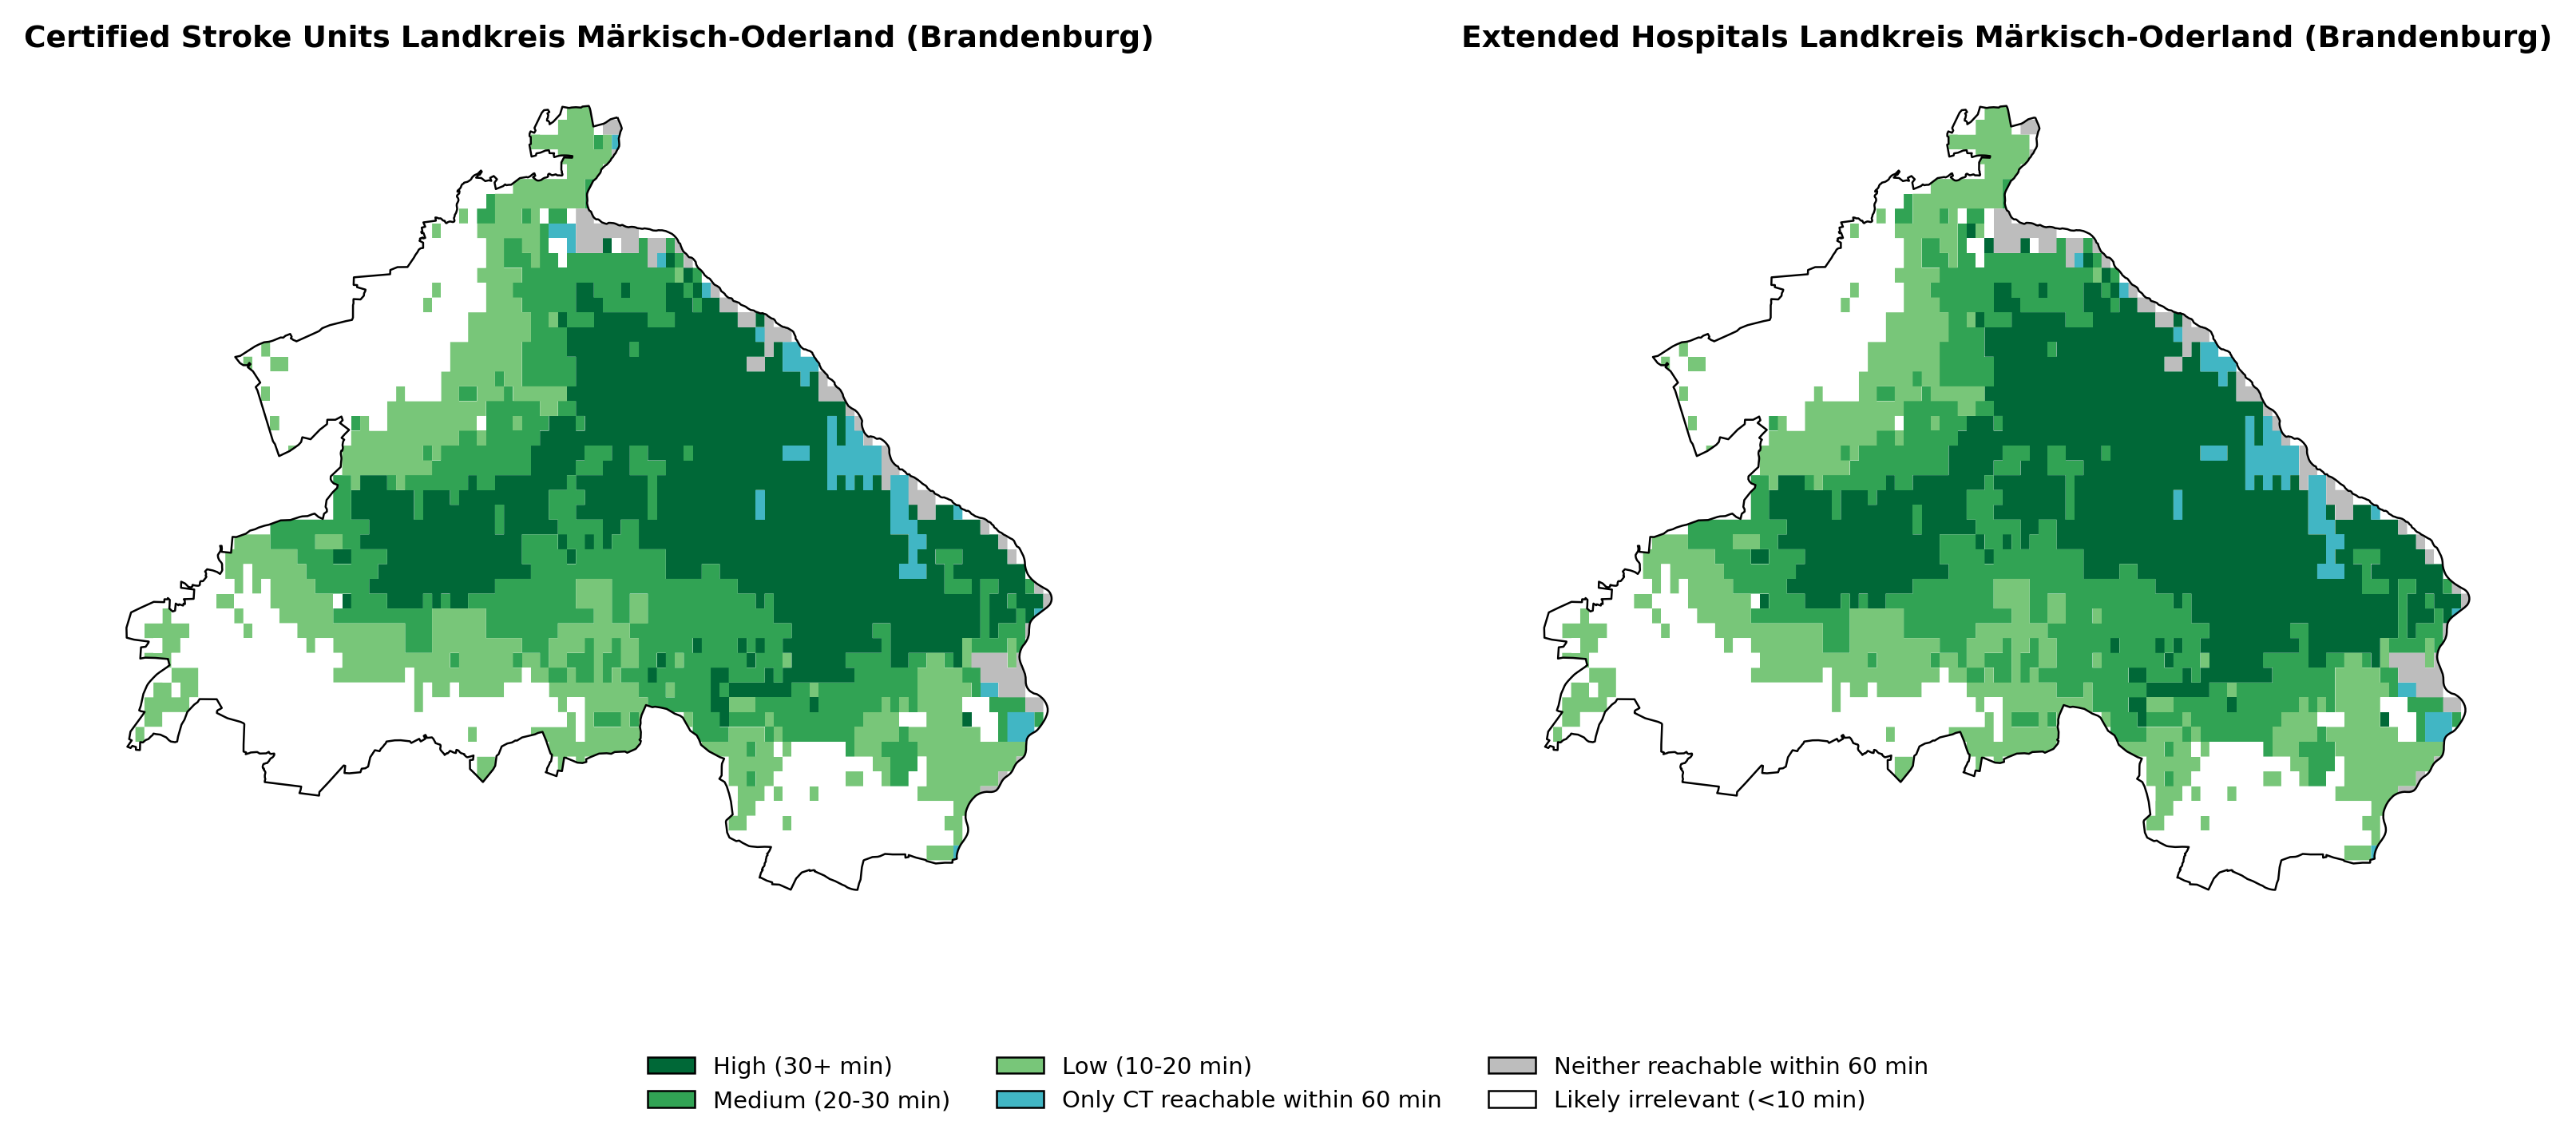 Certified Stroke Units Landkreis Märkisch-Oderland (Brandenburg)
Extended Hospitals Landkreis Märkisch-Oderland (Brandenburg)
High (30+ min)
Medium (20-30 min)
Low (10-20 min)
Only CT reachable within 60 min
Neither reachable within 60 min
Likely irrelevant (<10 min)